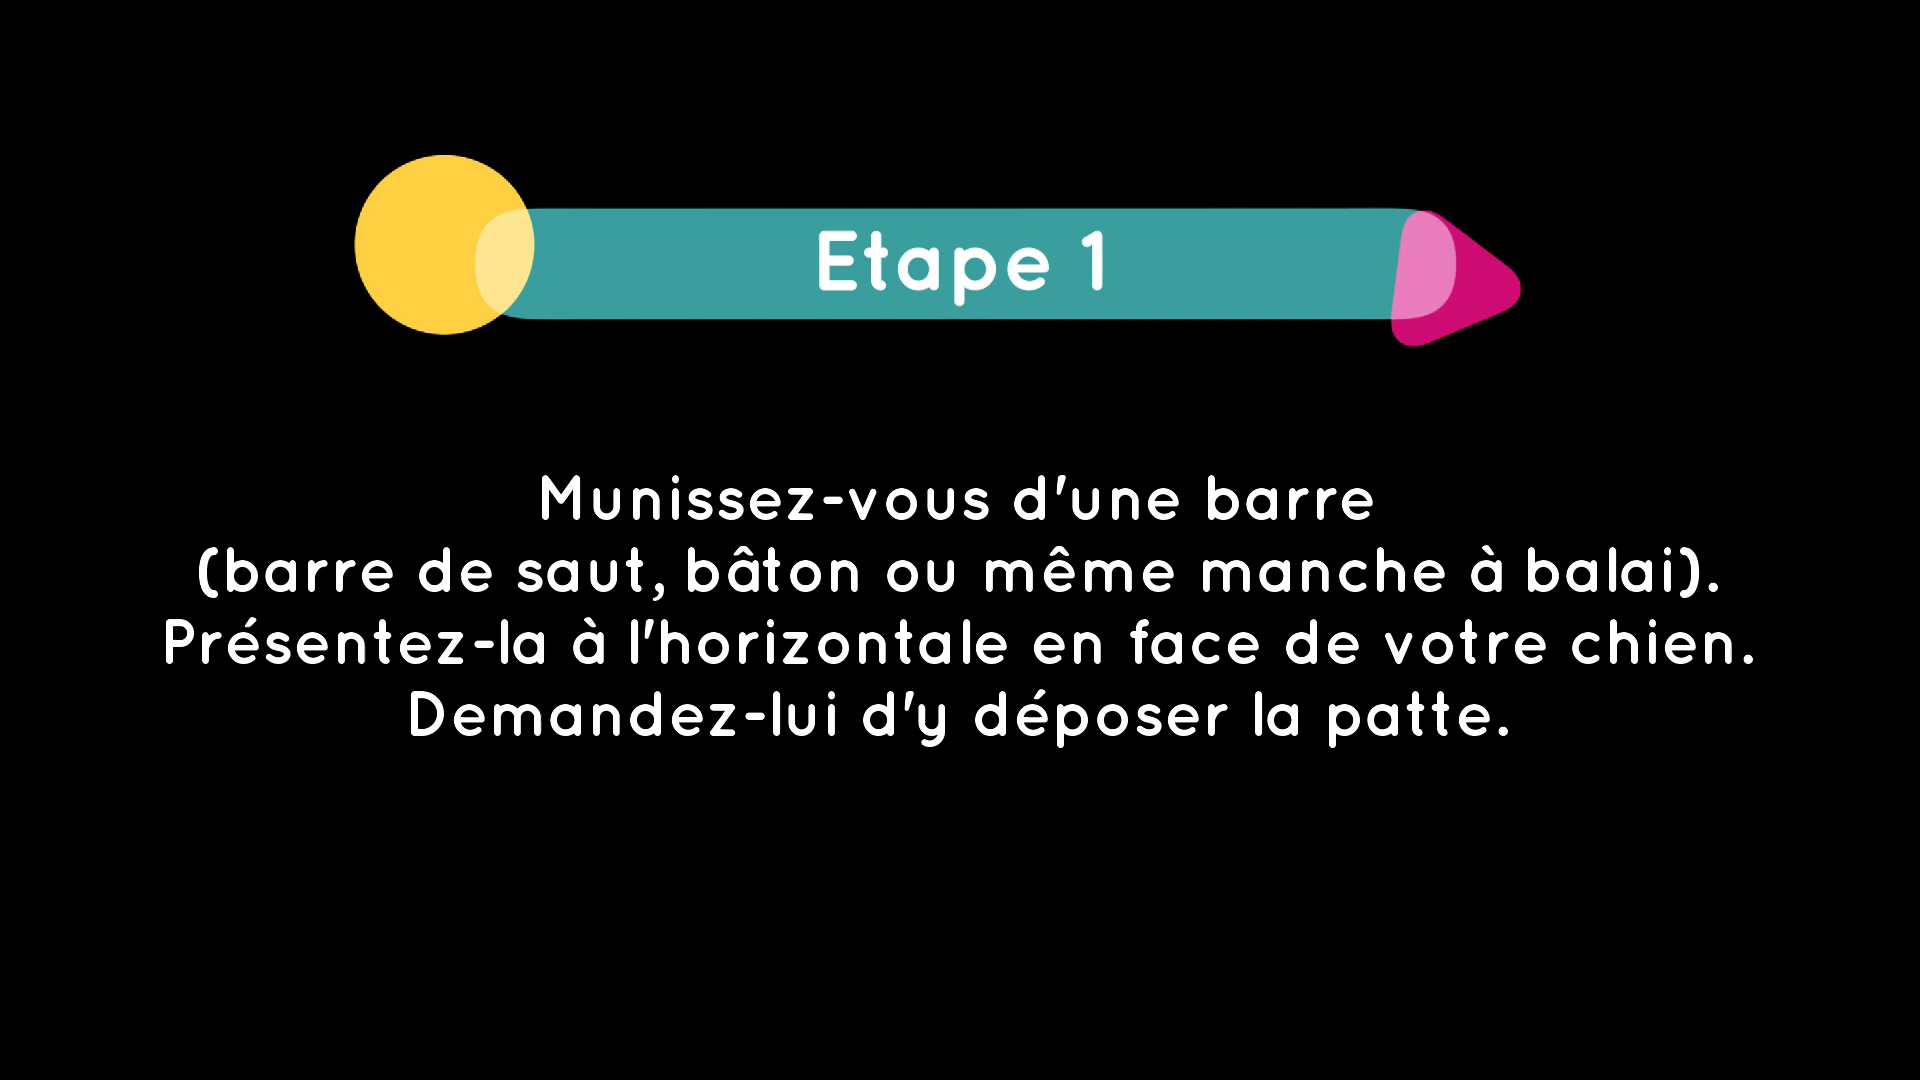 Etape 1
Munissez-vous d'une barre
(barre de saut, bâton ou même manche à balai).
Présentez-la à l'horizontale en face de votre chien.
Demandez-lui d'y déposer la patte.